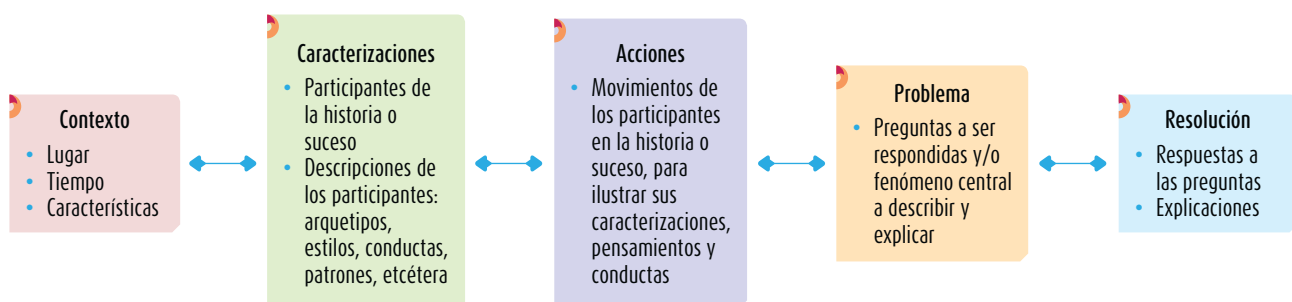 Contexto
• Lugar
• Tiempo
• Características
Caracterizaciones
• Participantes de
la historia o
suceso
• Descripciones de
los participantes:
arquetipos,
estilos, conductas,
patrones, etcétera
Acciones
• Movimientos de
los participantes
en la historia o
suceso, para
ilustrar sus
caracterizaciones,
pensamientos y
conductas
Problema
• Preguntas a ser
respondidas y/o
fenómeno central
a describir y
explicar
Resolución
• Respuestas a
las preguntas
• Explicaciones